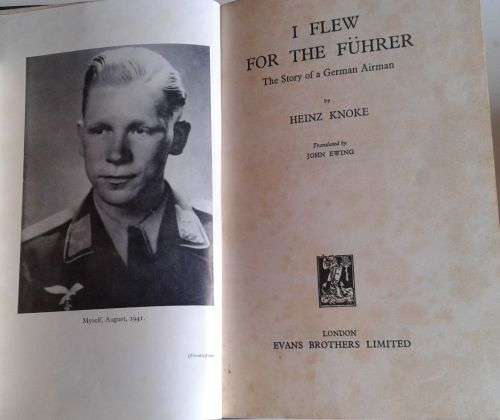 Myself, August, 1941.
I FLEW
FOR THE FÜHRER
The Story of a German Airman
by
HEINZ KNOKE
Translated by
JOHN EWING
LONDON
EVANS BROTHERS LIMITED